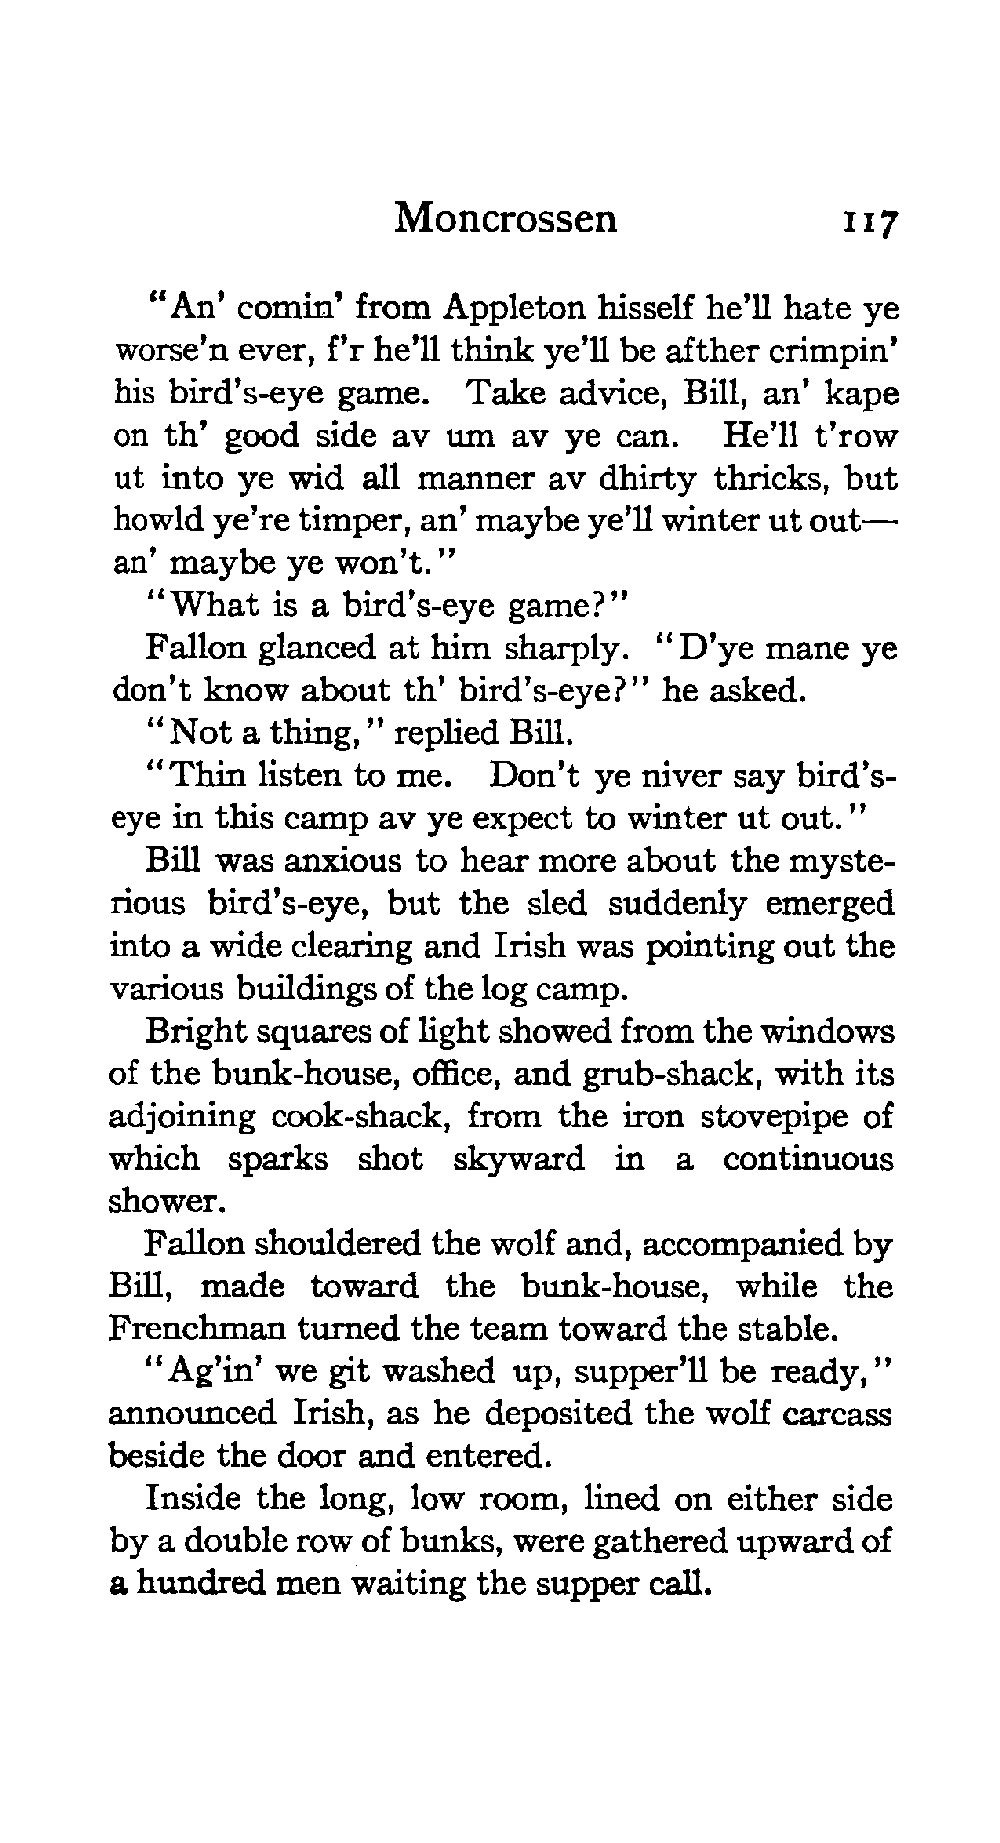 Moncrossen 117
"An' comin' from Appleton hisself he'll hate ye
worse'n ever, f'r he'll think ye'll be afther crimpin'
his bird's-eye game. Take advice, Bill, an' kape
on th' good side av um av ye can. He'll t'row
ut into ye wid all manner av dhirty thricks, but
howld ye're timper, an' maybe ye'll winter ut out—
an' maybe ye won't."
"What is a bird's-eye game?"
Fallon glanced at him sharply. "D'ye mane ye
don't know about th' bird's-eye?" he asked.
"Not a thing," replied Bill.
"Thin listen to me. Don't ye niver say bird's-
eye in this camp av ye expect to winter ut out."
Bill was anxious to hear more about the myste-
rious bird's-eye, but the sled suddenly emerged
into a wide clearing and Irish was pointing out the
various buildings of the log camp.
Bright squares of light showed from the windows
of the bunk-house, office, and grub-shack, with its
adjoining cook-shack, from the iron stovepipe of
which sparks shot skyward in a continuous
shower.
Fallon shouldered the wolf and, accompanied by
Bill, made toward the bunk-house, while the
Frenchman turned the team toward the stable.
"Ag'in' we git washed up, supper'll be ready,"
announced Irish, as he deposited the wolf carcass
beside the door and entered.
Inside the long, low room, lined on either side
by a double row of bunks, were gathered upward of
a hundred men waiting the supper call.